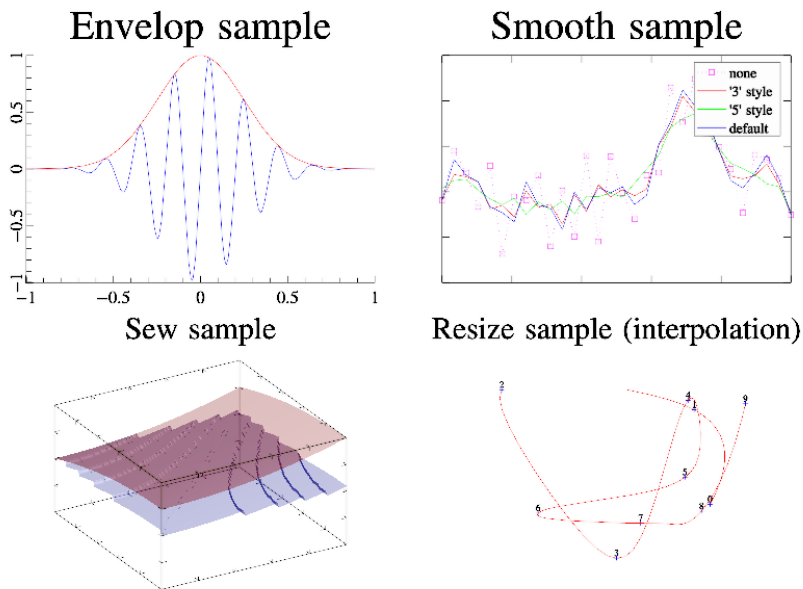 Envelop sample
Smooth sample
1
0.5
0
−0.5
−1
−1
−0.5
0
0.5
1
none
'3' style
'5' style
default
Sew sample
Resize sample (interpolation)
2
4
1
9
5
0
8
6
7
3